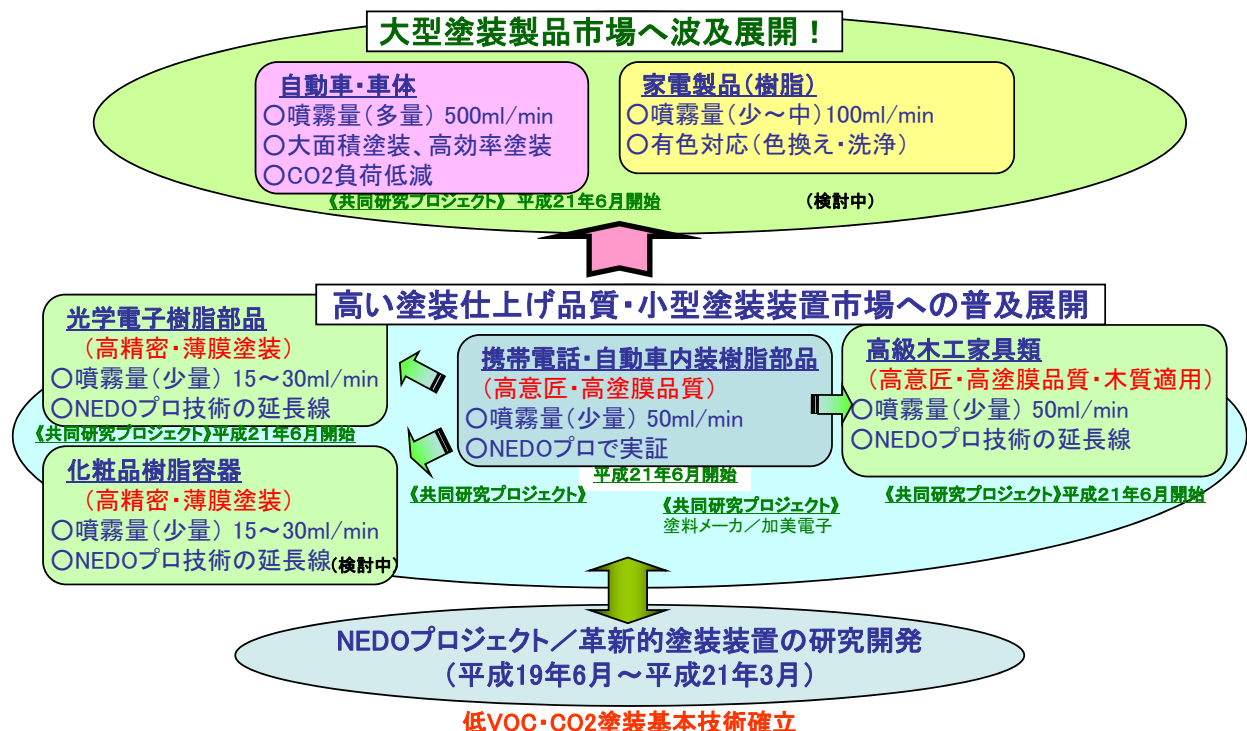 大型塗装製品市場へ波及展開！
自動車・車体
○噴霧量（多量） 500ml/min
○大面積塗装、高効率塗装
○CO2負荷低減
家電製品（樹脂）
○噴霧量（少～中）100ml/min
○有色対応（色換え・洗浄）
《共同研究プロジェクト》 平成21年6月開始
（検討中）
高い塗装仕上げ品質・小型塗装装置市場への普及展開
光学電子樹脂部品
（高精密・薄膜塗装）
○噴霧量（少量） 15～30ml/min
○NEDOプロ技術の延長線
《共同研究プロジェクト》平成21年6月開始
化粧品樹脂容器
（高精密・薄膜塗装）
○噴霧量（少量） 15～30ml/min
○NEDOプロ技術の延長線（検討中）
携帯電話・自動車内装樹脂部品
（高意匠・高塗膜品質）
○噴霧量（少量） 50ml/min
○NEDOプロで実証
平成21年6月開始
《共同研究プロジェクト》
《共同研究プロジェクト》
塗料メーカ／加美電子
高級木工家具類
（高意匠・高塗膜品質・木質適用）
○噴霧量（少量） 50ml/min
○NEDOプロ技術の延長線
《共同研究プロジェクト》平成21年6月開始
NEDOプロジェクト／革新的塗装装置の研究開発
（平成19年6月～平成21年3月）
低VOC・CO2塗装基本技術確立